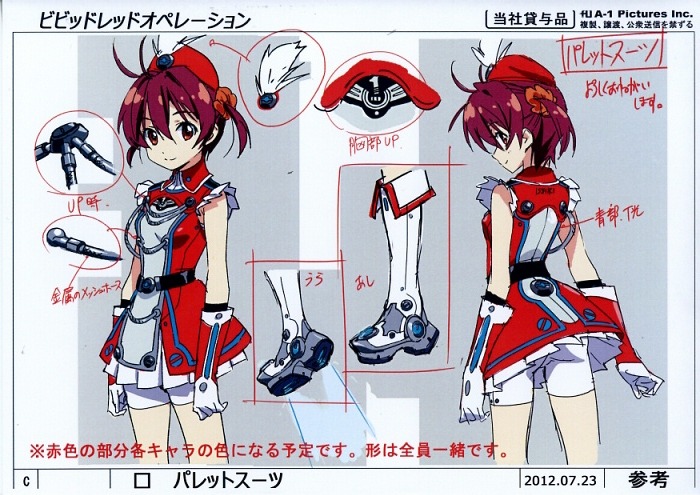 ビビッドレッドオペレーション
当社貸与品
A-1 Pictures Inc.
複製、譲渡、公衆送信を禁ずる
パレットスーツ
よろしくおねがい
します。
胸部UP.
UP時
金属のメッシュホース
うら
あし
青部、下光
1
※赤色の部分各キャラの色になる予定です。形は全員一緒です。
C
口 パレットスーツ
2012.07.23
参考